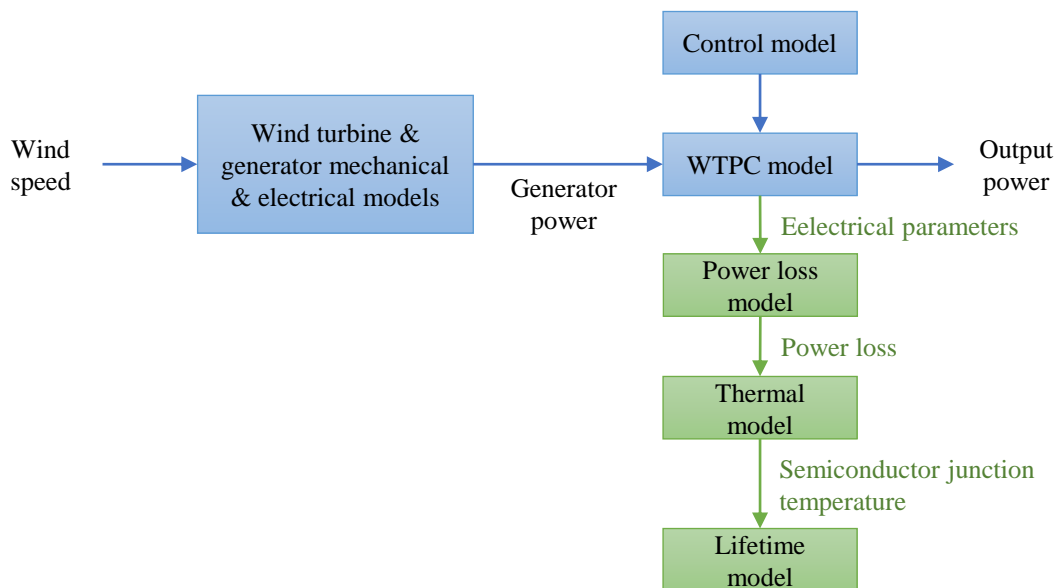 Control model
Wind
speed
Wind turbine &
generator mechanical
& electrical models
Generator
power
WTPC model
Output
power
Eelectrical parameters
Power loss
model
Power loss
Thermal
model
Semiconductor junction
temperature
Lifetime
model